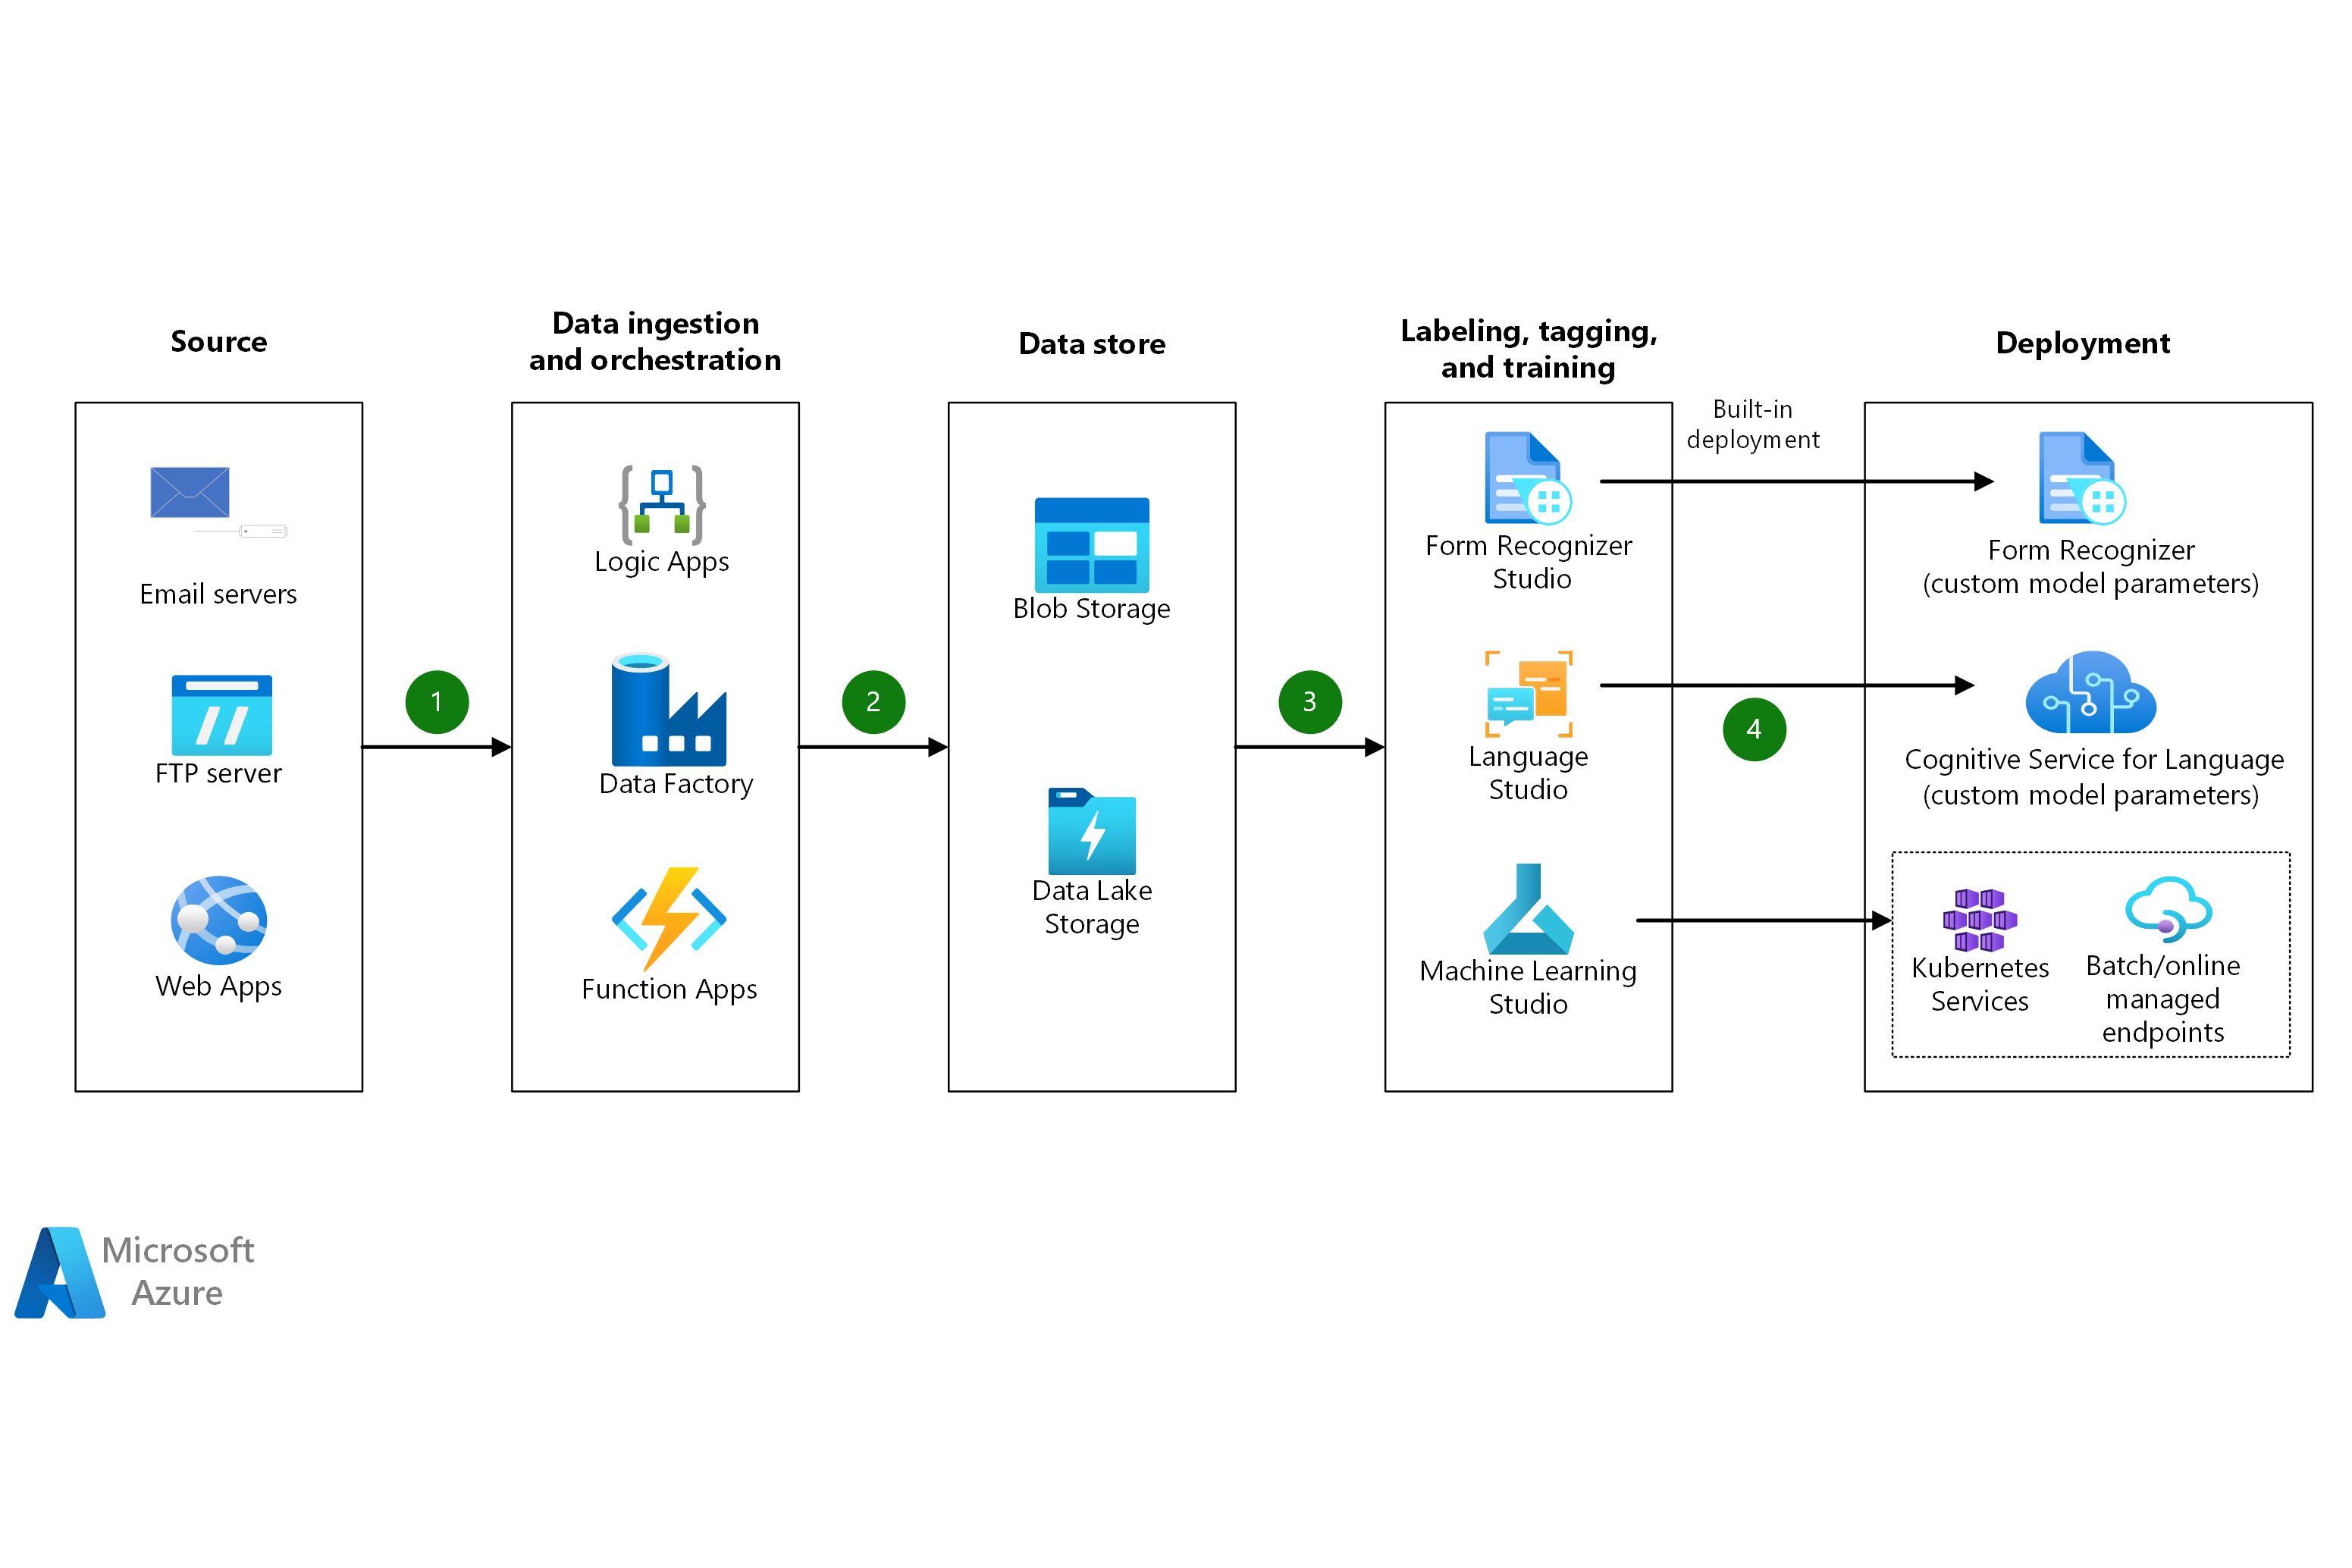 Source
Data ingestion
and orchestration
Data store
Labeling, tagging,
and training
Deployment
Email servers
FTP server
Web Apps
1
Logic Apps
Data Factory
Function Apps
2
Blob Storage
Data Lake
Storage
3
Form Recognizer
Studio
Language
Studio
Machine Learning
Studio
Built-in
deployment
4
Form Recognizer
(custom model parameters)
Cognitive Service for Language
(custom model parameters)
Kubernetes
Services
Batch/online
managed
endpoints
Microsoft
Azure